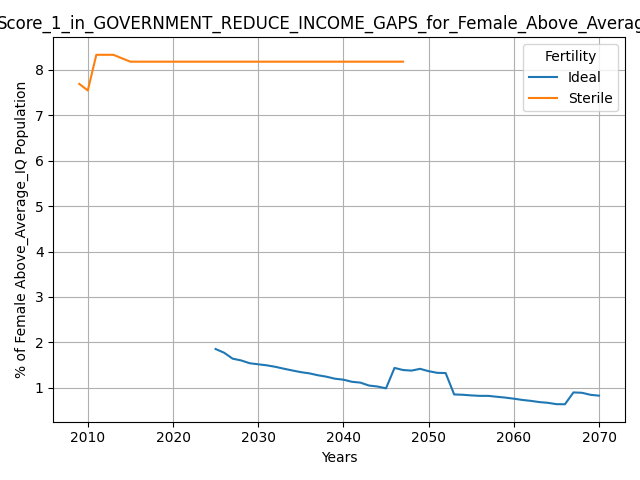 Score_1_in_GOVERNMENT_REDUCE_INCOME_GAPS_for_Female_Above_Averag
Fertility
Ideal
Sterile
% of Female Above_Average_IQ Population
8
7
6
5
4
3
2
1
2010 2020 2030 2040 2050 2060 2070
Years